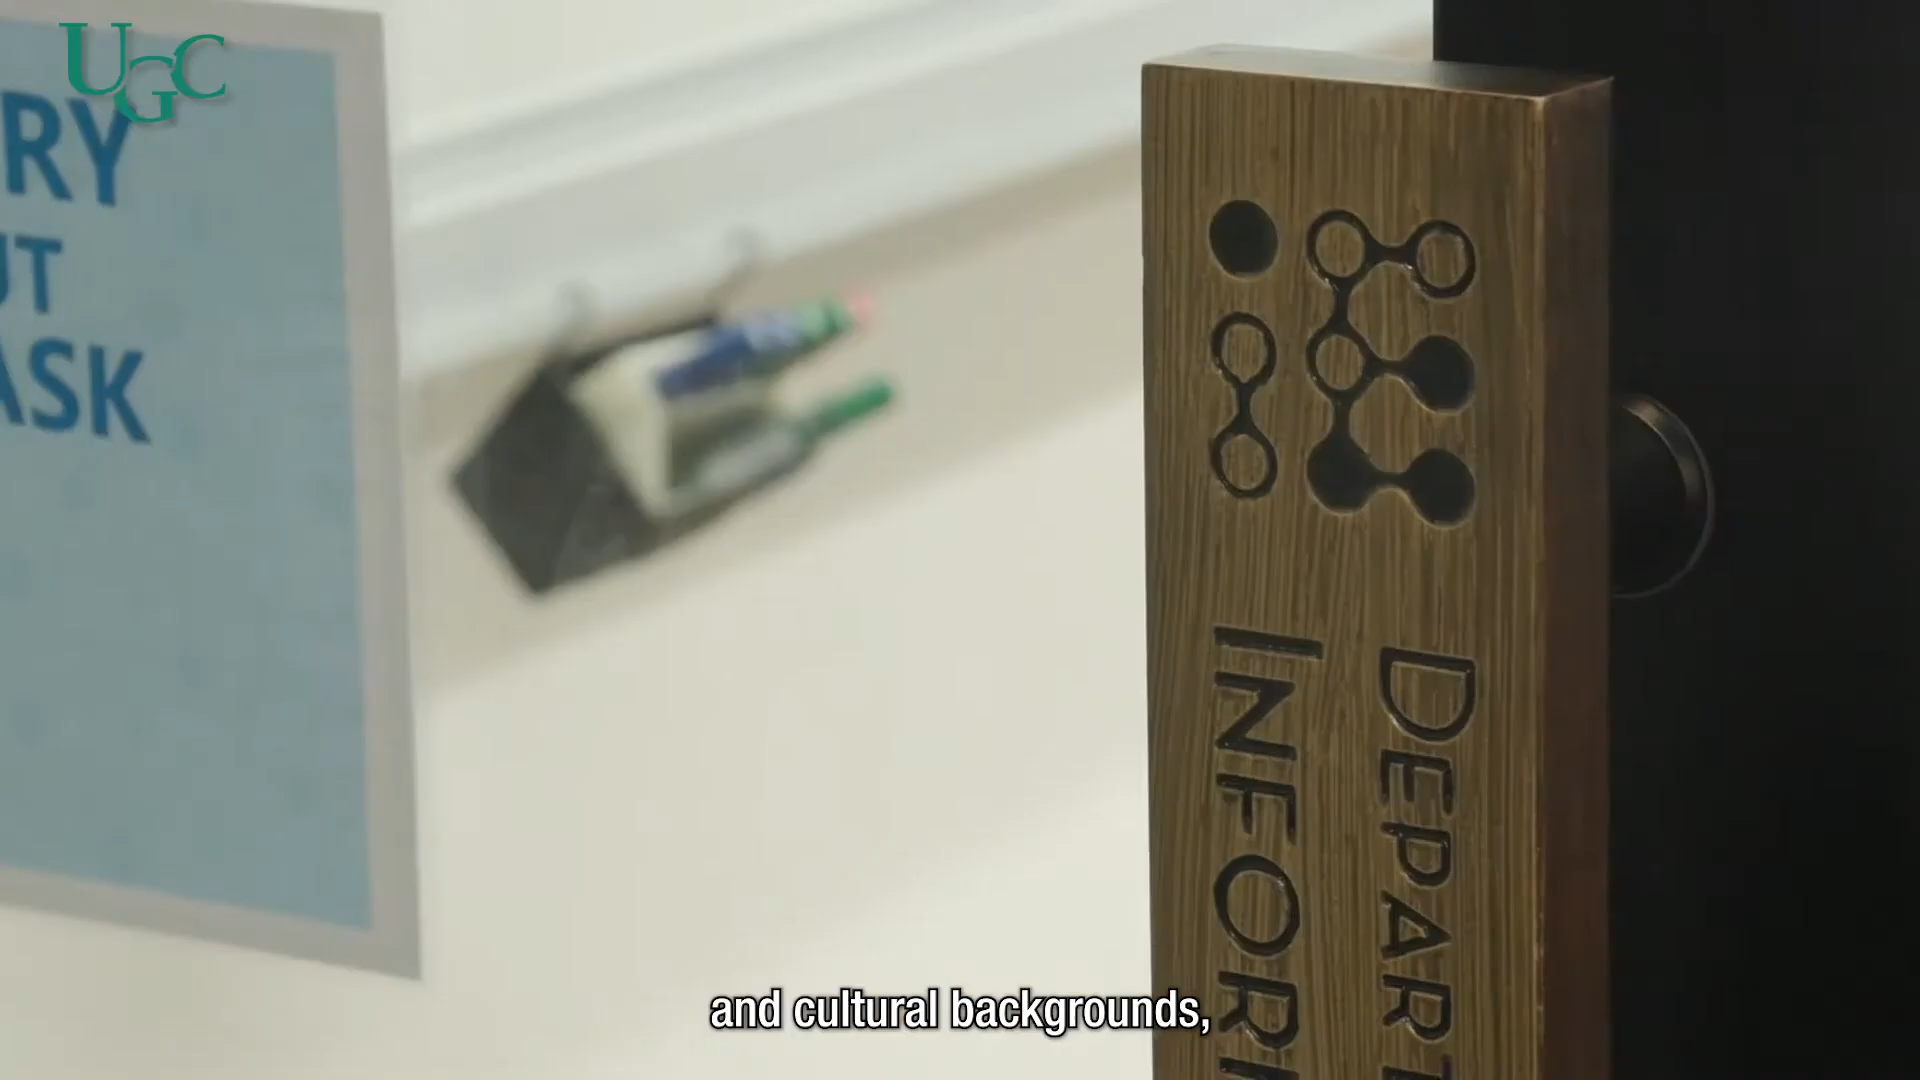 UGC
RY
UT
ASK
DEPART
INFOR
and cultural backgrounds,